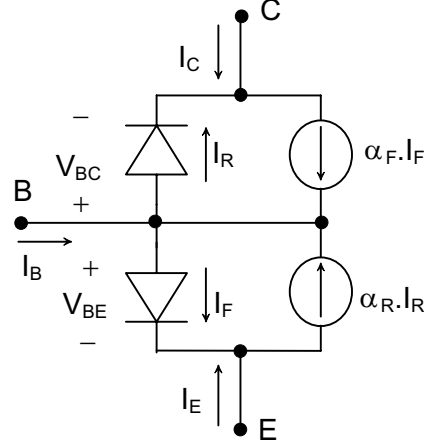 C
I_C
−
V_BC
+
I_R
α_F.I_F
B
I_B
+
V_BE
−
I_F
α_R.I_R
I_E
E